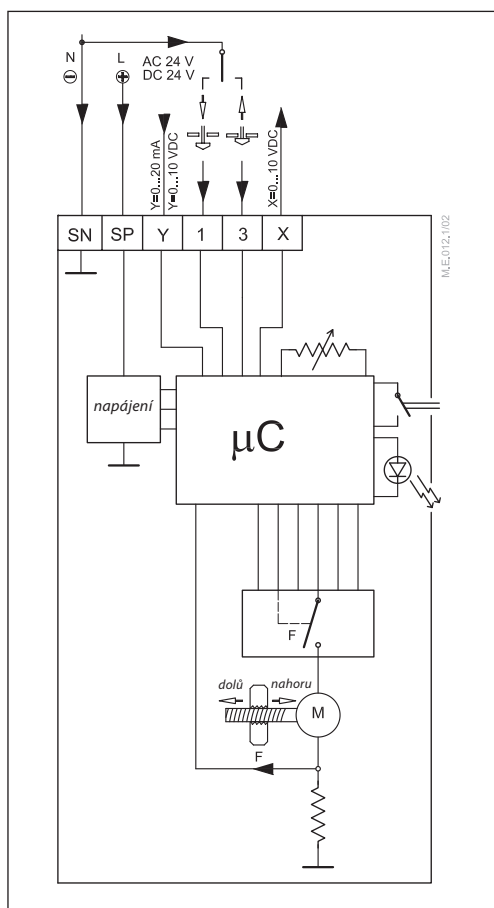 N
L
AC 24 V
DC 24 V
Y=0...20 mA
Y=0...10 VDC
X=0...10 VDC
SN SP Y 1 3 X
M.E.012.1/02
napájení
µC
F
dolů nahoru
M
F